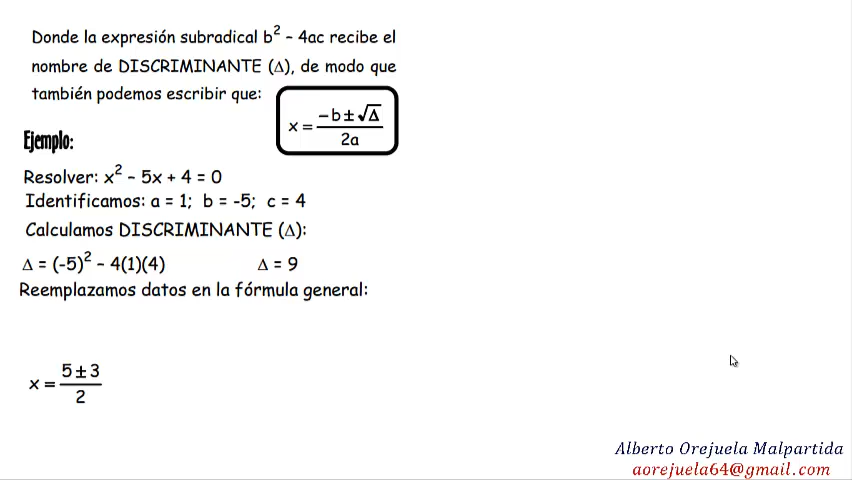 Donde la expresión subradical b² - 4ac recibe el
nombre de DISCRIMINANTE (Δ), de modo que
también podemos escribir que:
x = (-b ± √Δ) / 2a
Ejemplo:
Resolver: x² - 5x + 4 = 0
Identificamos: a = 1; b = -5; c = 4
Calculamos DISCRIMINANTE (Δ):
Δ = (-5)² - 4(1)(4) Δ = 9
Reemplazamos datos en la fórmula general:
x = (5 ± 3) / 2
Alberto Orejuela Malpartida
aorejuela64@gmail.com